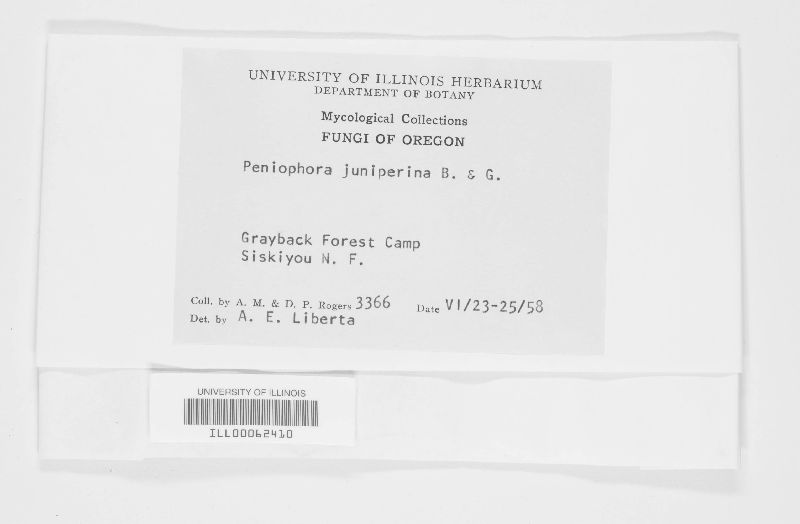 UNIVERSITY OF ILLINOIS HERBARIUM
DEPARTMENT OF BOTANY
Mycological Collections
FUNGI OF OREGON
Peniophora juniperina B. & G.
Grayback Forest Camp
Siskiyou N. F.
Coll. by A. M. & D. P. Rogers 3366 Date VI/23-25/58
Det. by A. E. Liberta
UNIVERSITY OF ILLINOIS
ILL00062410